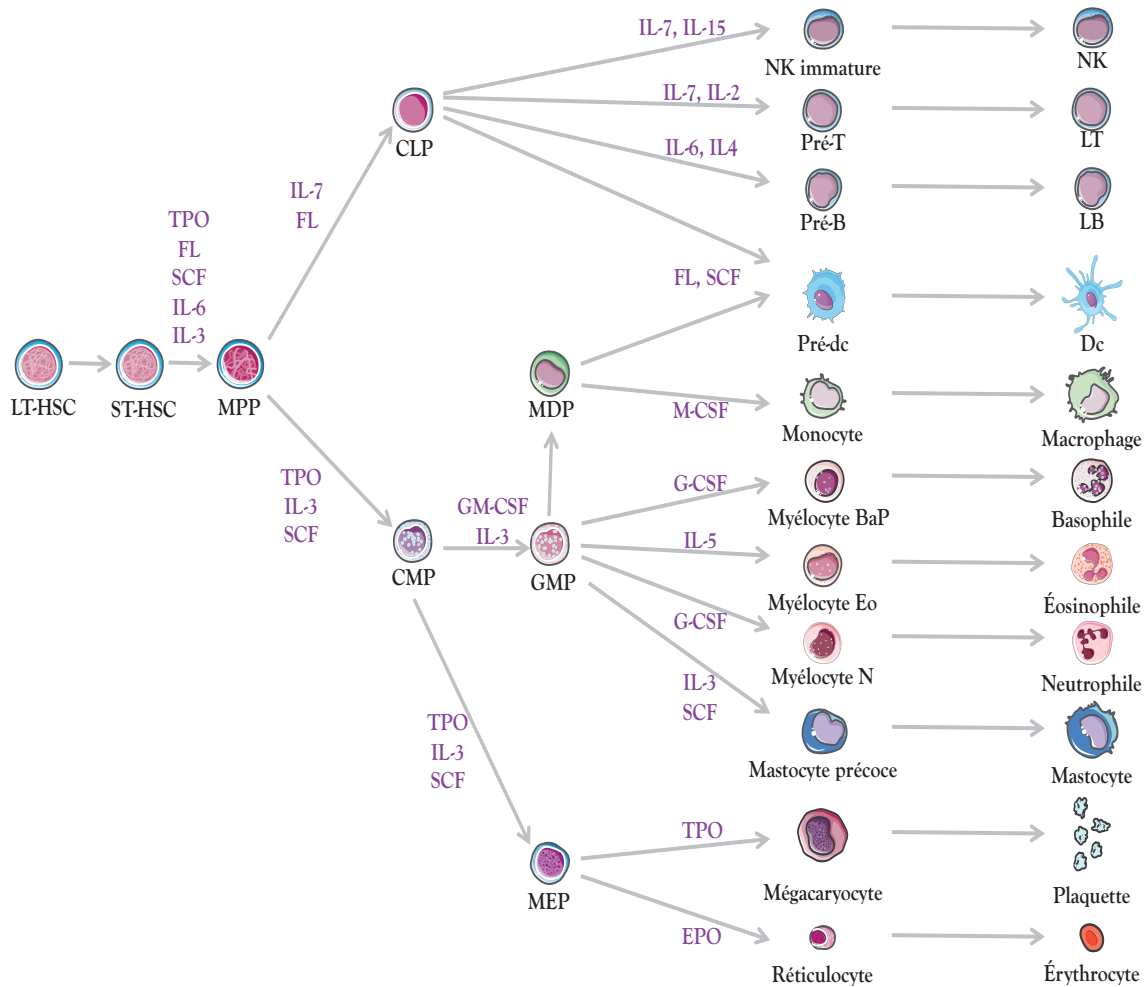 IL-7, IL-15
NK immature
NK
IL-7, IL-2
Pré-T
LT
CLP
IL-6, IL4
Pré-B
LB
IL-7
FL
TPO
FL
SCF
IL-6
IL-3
LT-HSC
ST-HSC
MPP
FL, SCF
Pré-dc
Dc
MDP
M-CSF
Monocyte
Macrophage
TPO
IL-3
SCF
CMP
GM-CSF
IL-3
GMP
G-CSF
Myélocyte BaP
Basophile
IL-5
Myélocyte Eo
Éosinophile
G-CSF
Myélocyte N
Neutrophile
IL-3
SCF
Mastocyte précoce
Mastocyte
TPO
IL-3
SCF
MEP
TPO
Mégacaryocyte
Plaquette
EPO
Réticulocyte
Érythrocyte